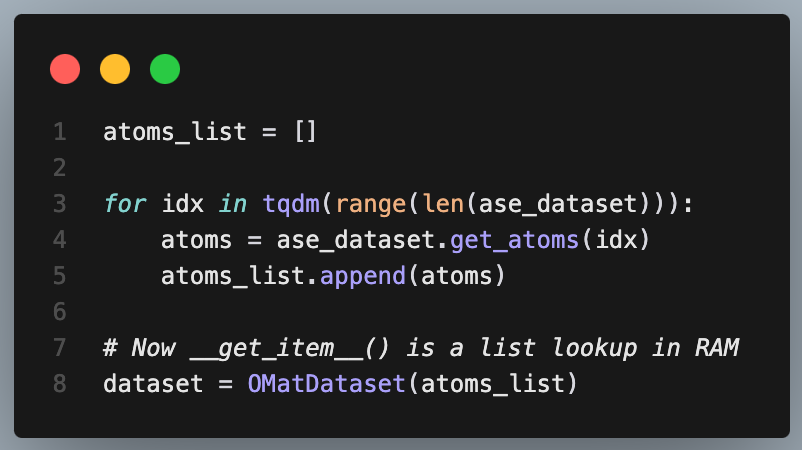 1 atoms_list = []
2
3 for idx in tqdm(range(len(ase_dataset))):
4     atoms = ase_dataset.get_atoms(idx)
5     atoms_list.append(atoms)
6
7 # Now __get_item__() is a list lookup in RAM
8 dataset = OMatDataset(atoms_list)